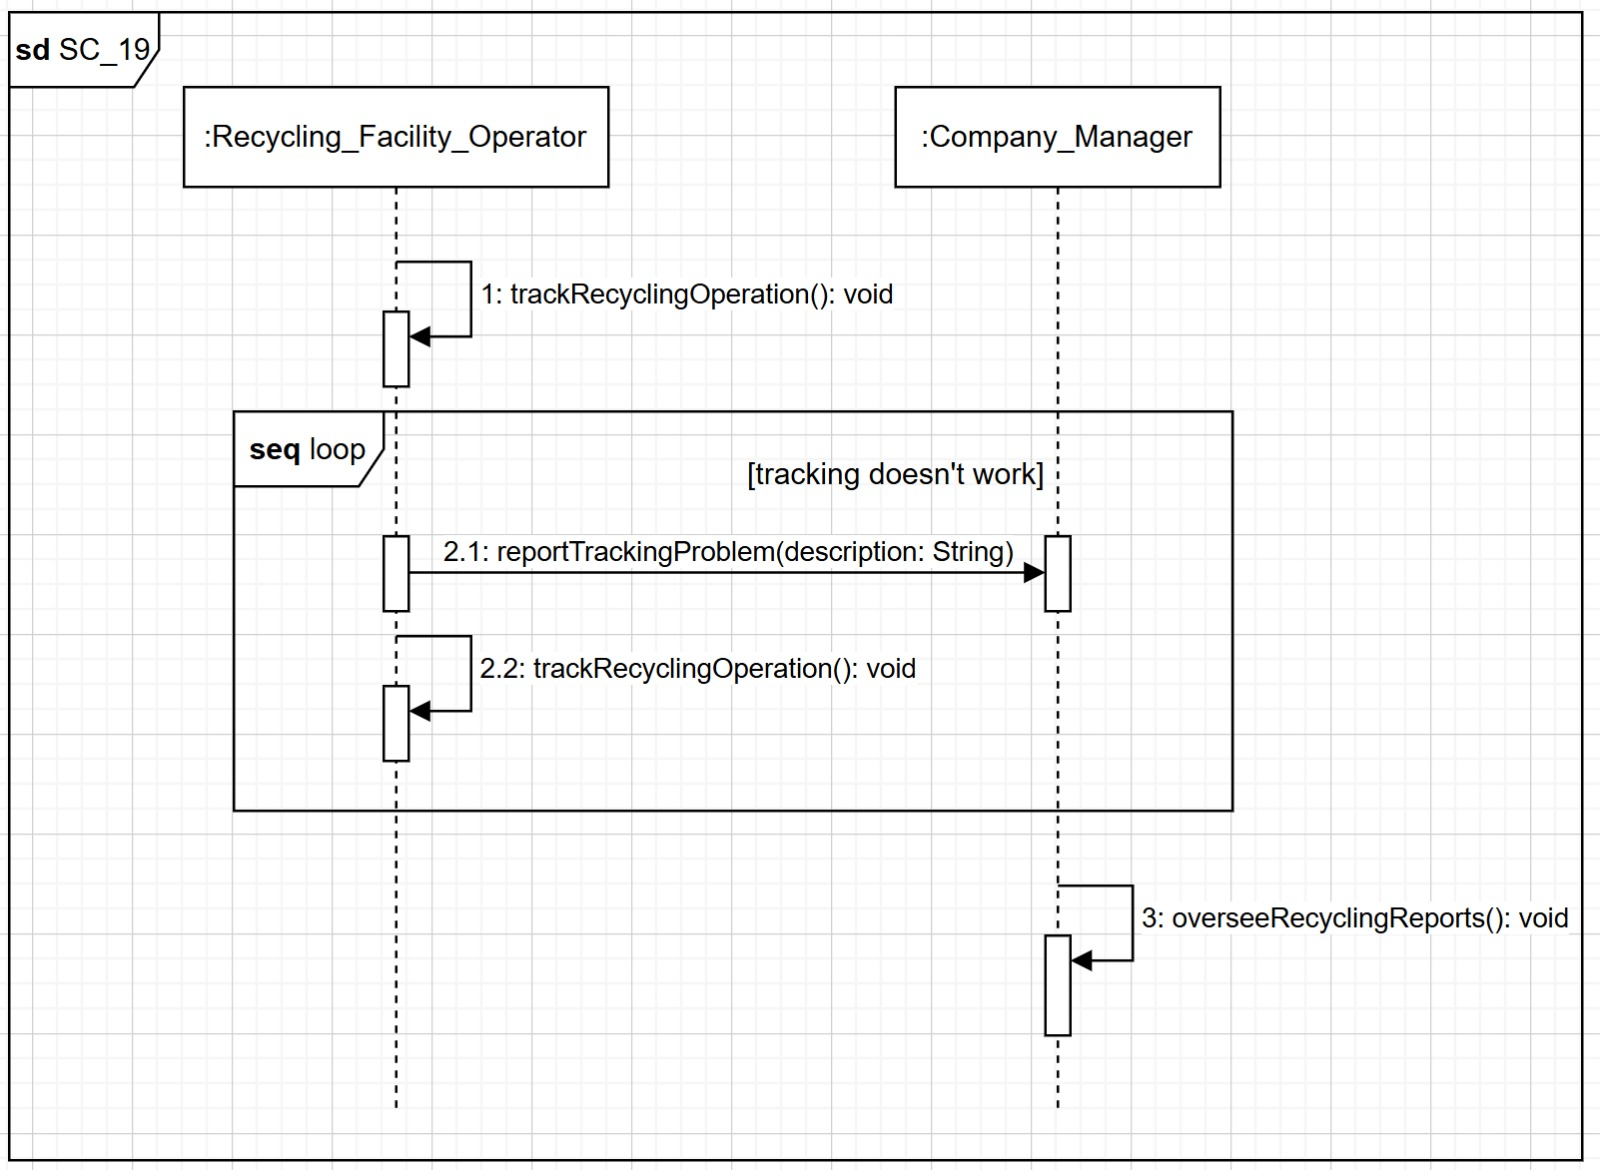 sd SC_19
:Recycling_Facility_Operator
:Company_Manager
1: trackRecyclingOperation(): void
seq loop
[tracking doesn't work]
2.1: reportTrackingProblem(description: String)
2.2: trackRecyclingOperation(): void
3: overseeRecyclingReports(): void